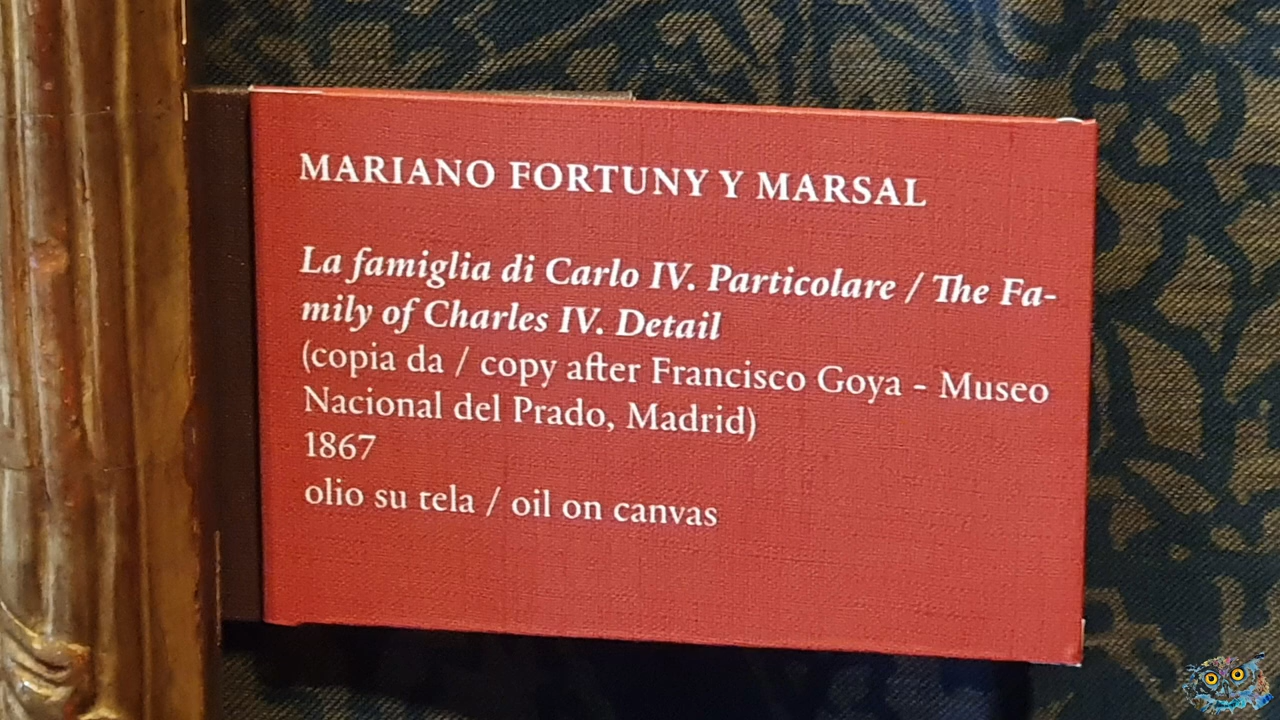 MARIANO FORTUNY Y MARSAL
La famiglia di Carlo IV. Particolare / The Fa-
mily of Charles IV. Detail
(copia da / copy after Francisco Goya - Museo
Nacional del Prado, Madrid)
1867
olio su tela / oil on canvas